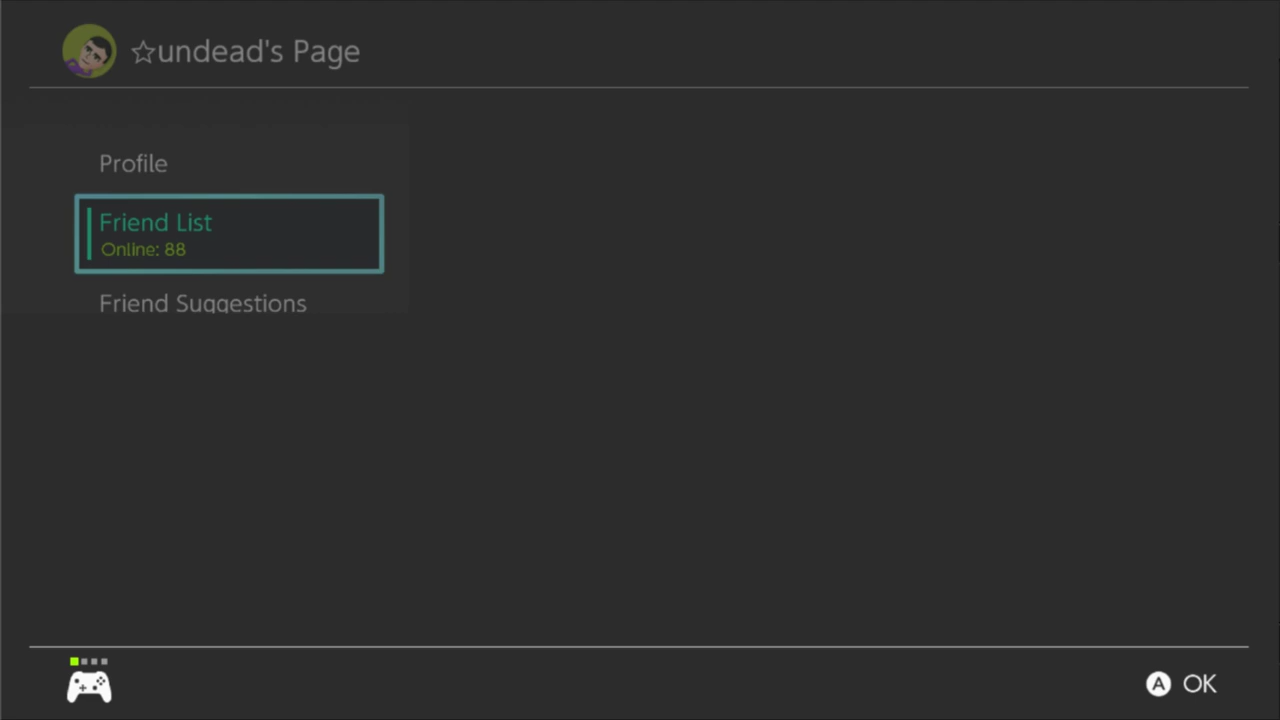 ☆undead's Page
Profile
Friend List
Online: 88
Friend Suggestions
A OK